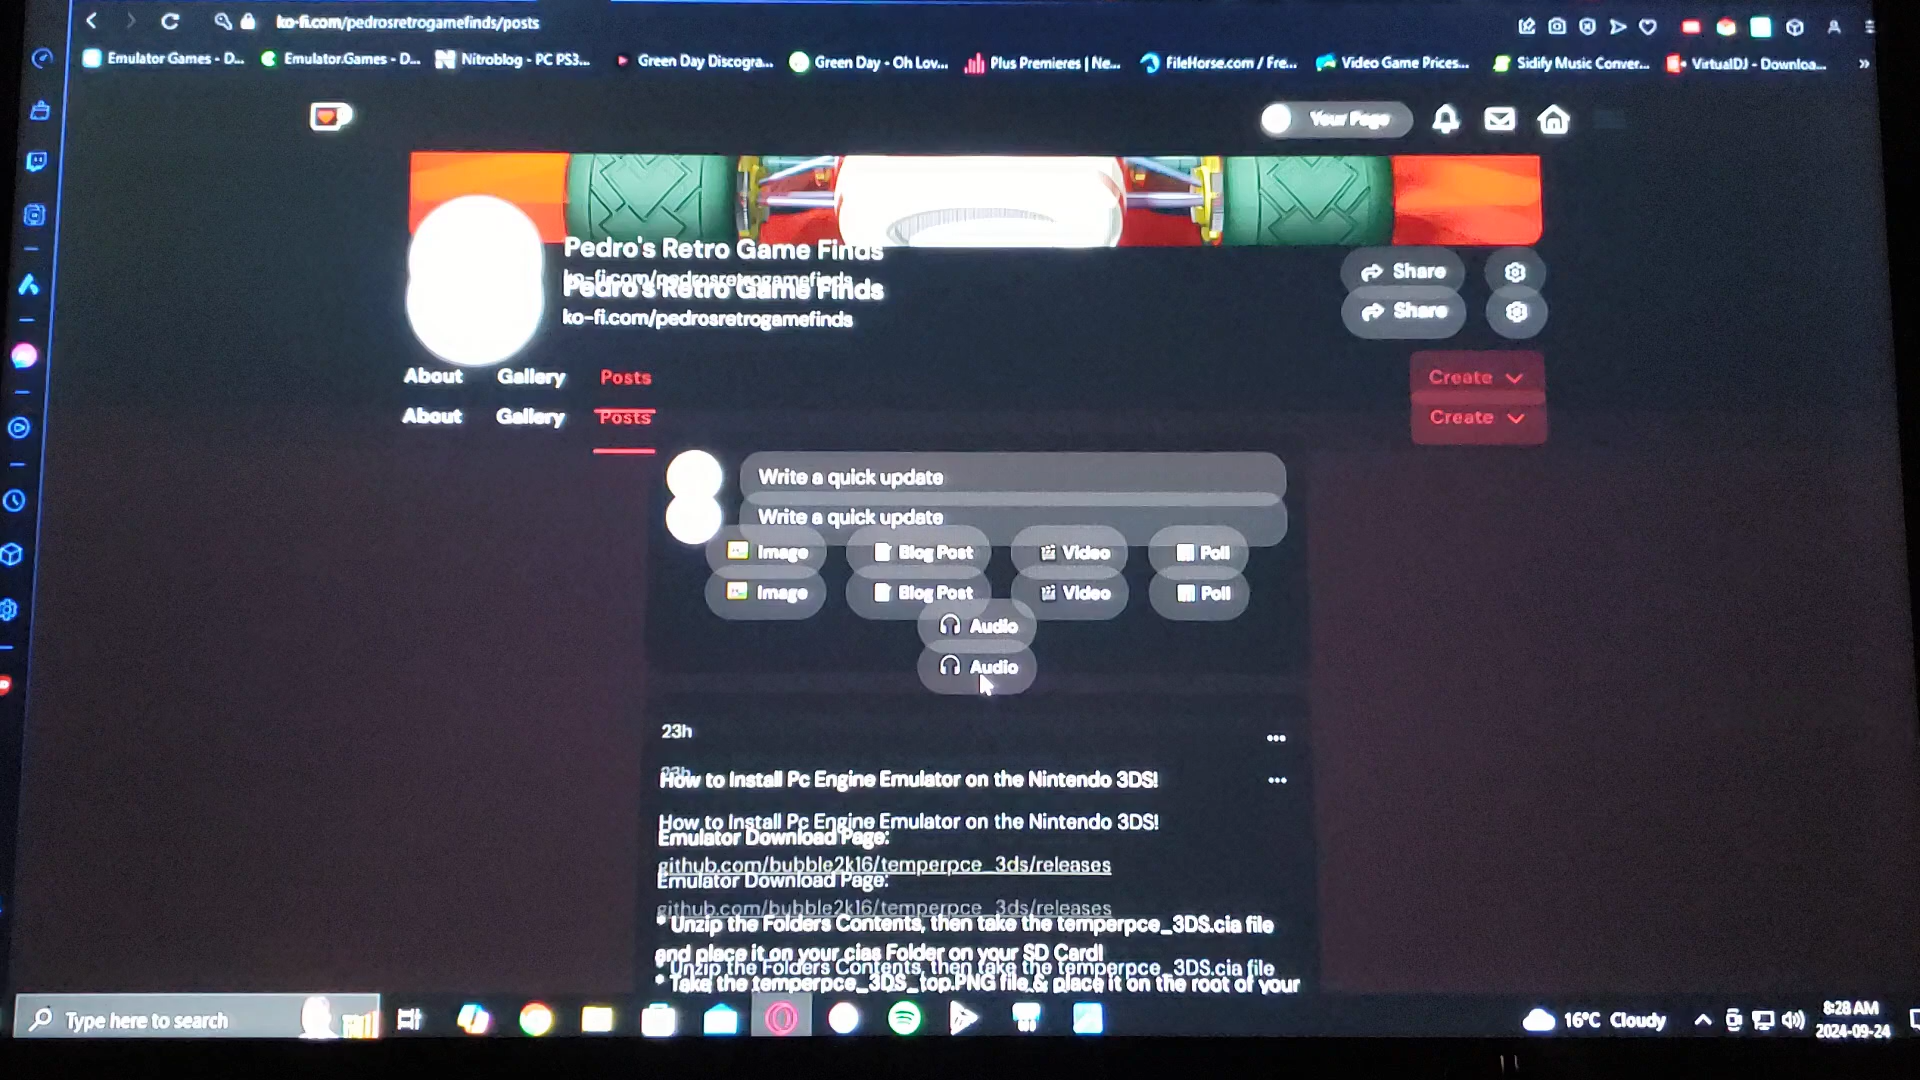 ko-fi.com/pedrosretrogamefinds/posts
Emulator Games - D...
Emulator.Games - D...
Nitroblog - PC PS3...
Green Day Discogra...
Green Day - Oh Lov...
Plus Premieres | Ne...
FileHorse.com / Fre...
Video Game Prices...
Sidify Music Conver...
VirtualDJ - Downloa...
Your Page
Pedro's Retro Game Finds
ko-fi.com/pedrosretrogamefinds
Pedro's Retro Game Finds
ko-fi.com/pedrosretrogamefinds
Share
Share
About Gallery Posts
Create
About Gallery Posts
Create
Write a quick update
Write a quick update
Image Blog Post Video Poll
Image Blog Post Video Poll
Audio
Audio
23h
23h
How to Install Pc Engine Emulator on the Nintendo 3DS!
How to Install Pc Engine Emulator on the Nintendo 3DS!
Emulator Download Page:
github.com/bubble2k16/temperpce_3ds/releases
Emulator Download Page:
github.com/bubble2k16/temperpce_3ds/releases
* Unzip the Folders Contents, then take the temperpce_3DS.cia file
and place it on your cias Folder on your SD Card!
* Unzip the Folders Contents, then take the temperpce_3DS.cia file
* Take the temperpce_3DS_top.PNG file & place it on the root of your
Type here to search
16°C Cloudy
8:28 AM
2024-09-24